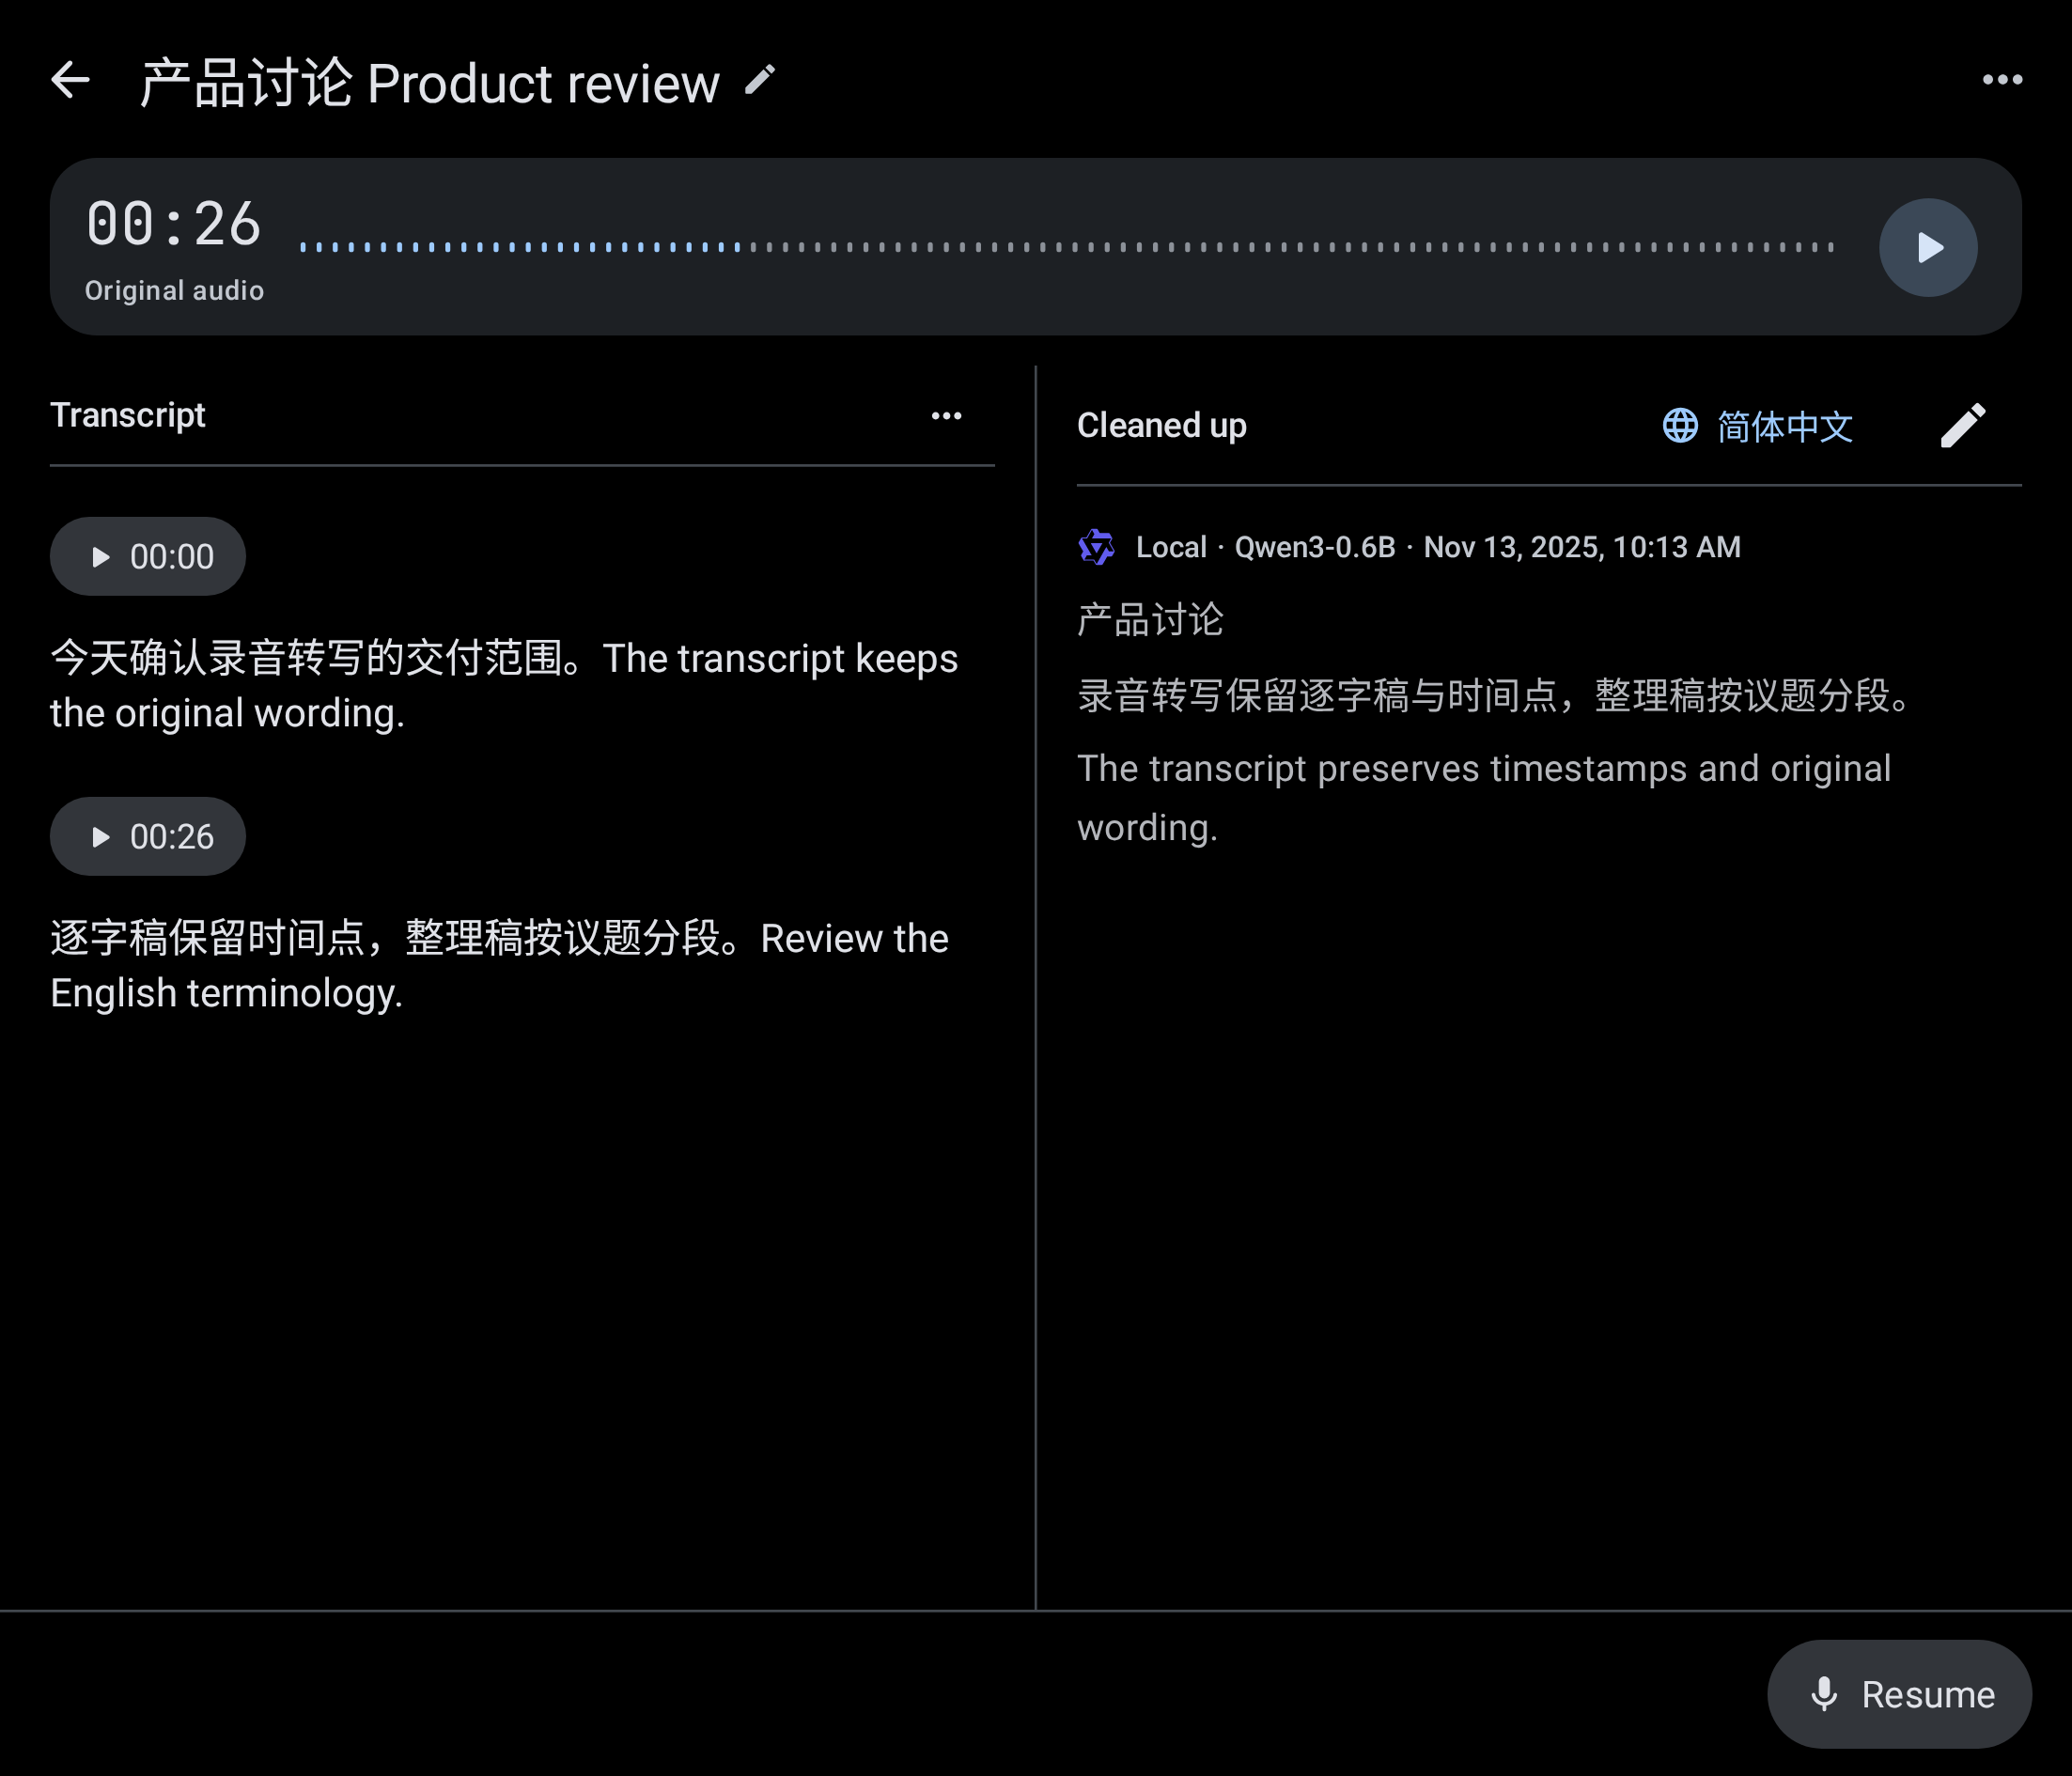 产品讨论 Product review
00:26
Original audio
Transcript
00:00
今天确认录音转写的交付范围。The transcript keeps
the original wording.
00:26
逐字稿保留时间点，整理稿按议题分段。Review the
English terminology.
Cleaned up
简体中文
Local · Qwen3-0.6B · Nov 13, 2025, 10:13 AM
产品讨论
录音转写保留逐字稿与时间点，整理稿按议题分段。
The transcript preserves timestamps and original
wording.
Resume